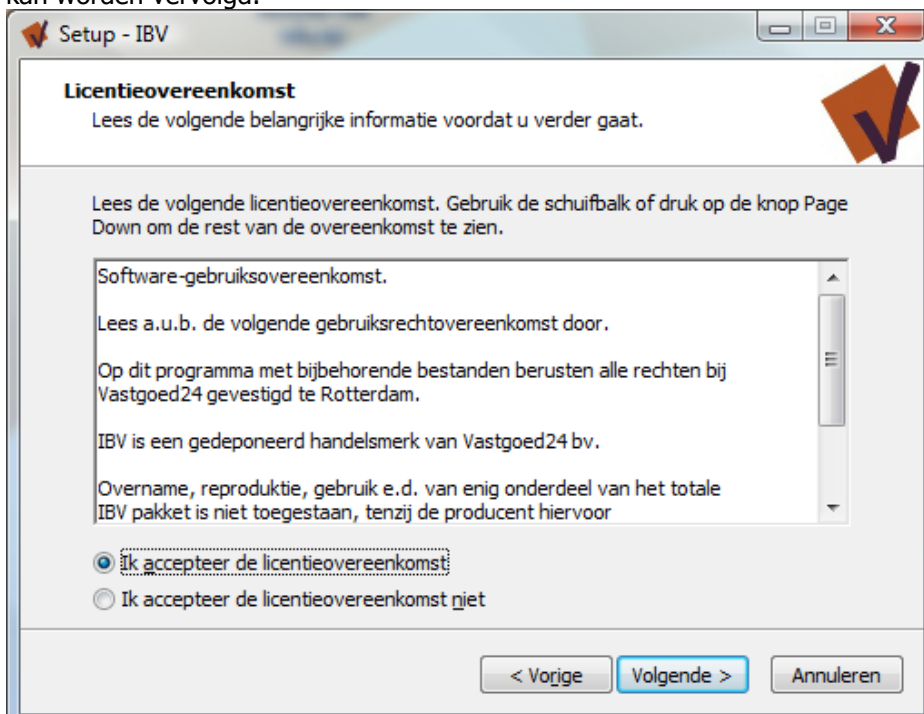 kan worden vervolgd.
Setup - IBV
Licentieovereenkomst
Lees de volgende belangrijke informatie voordat u verder gaat.
Lees de volgende licentieovereenkomst. Gebruik de schuifbalk of druk op de knop Page
Down om de rest van de overeenkomst te zien.
Software-gebruiksovereenkomst.
Lees a.u.b. de volgende gebruiksrechtovereenkomst door.
Op dit programma met bijbehorende bestanden berusten alle rechten bij
Vastgoed24 gevestigd te Rotterdam.
IBV is een gedeponeerd handelsmerk van Vastgoed24 bv.
Overname, reproduktie, gebruik e.d. van enig onderdeel van het totale
IBV pakket is niet toegestaan, tenzij de producent hiervoor
Ik accepteer de licentieovereenkomst
Ik accepteer de licentieovereenkomst niet
< Vorige
Volgende >
Annuleren